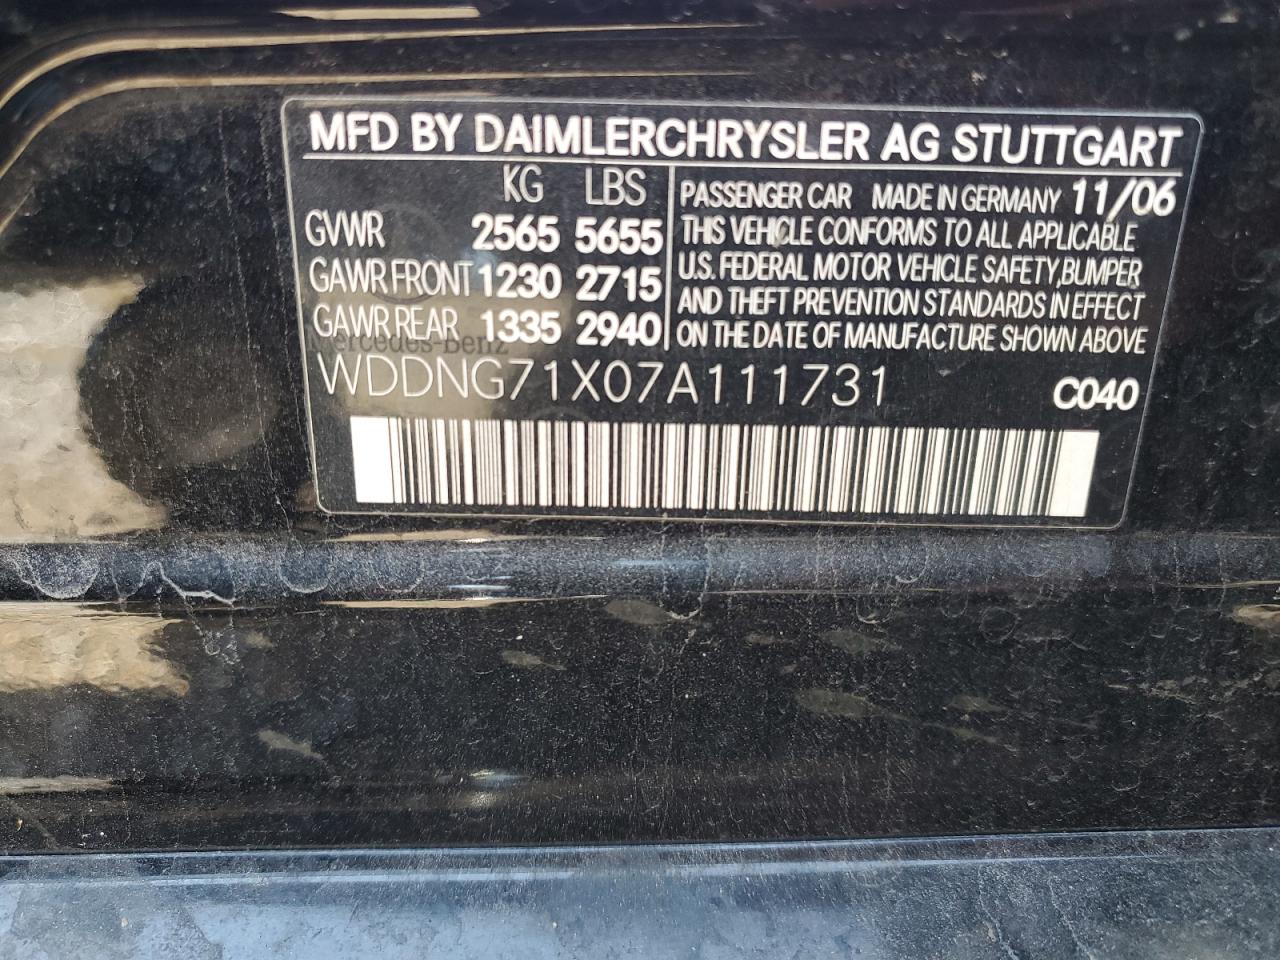 MFD BY DAIMLERCHRYSLER AG STUTTGART
KG LBS
GVWR 2565 5655
GAWR FRONT 1230 2715
GAWR REAR 1335 2940
PASSENGER CAR MADE IN GERMANY 11/06
THIS VEHICLE CONFORMS TO ALL APPLICABLE
U.S. FEDERAL MOTOR VEHICLE SAFETY, BUMPER
AND THEFT PREVENTION STANDARDS IN EFFECT
ON THE DATE OF MANUFACTURE SHOWN ABOVE
Mercedes-Benz
WDDNG71X07A111731 C040